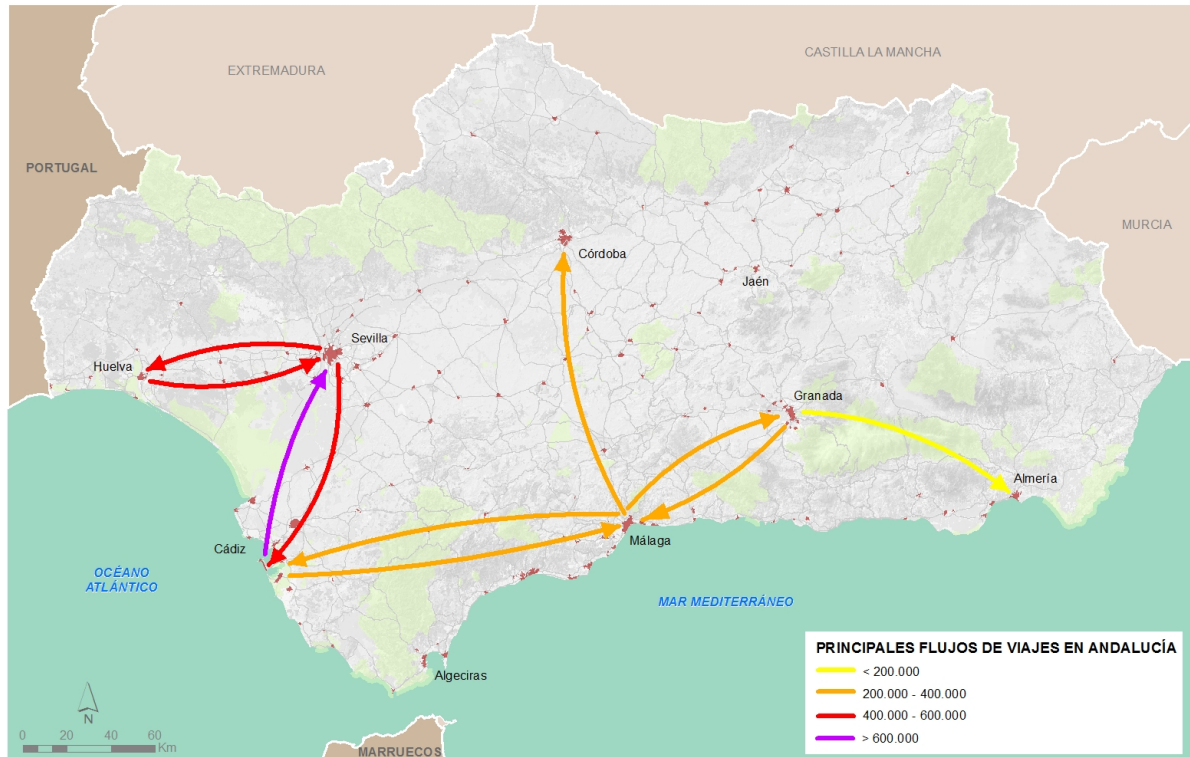 EXTREMADURA
CASTILLA LA MANCHA
PORTUGAL
MURCIA
Córdoba
Jaén
Sevilla
Huelva
Granada
Almería
Málaga
Cádiz
OCÉANO
ATLÁNTICO
MAR MEDITERRÁNEO
Algeciras
MARRUECOS
N
0 20 40 60
Km
PRINCIPALES FLUJOS DE VIAJES EN ANDALUCÍA
< 200.000
200.000 - 400.000
400.000 - 600.000
> 600.000